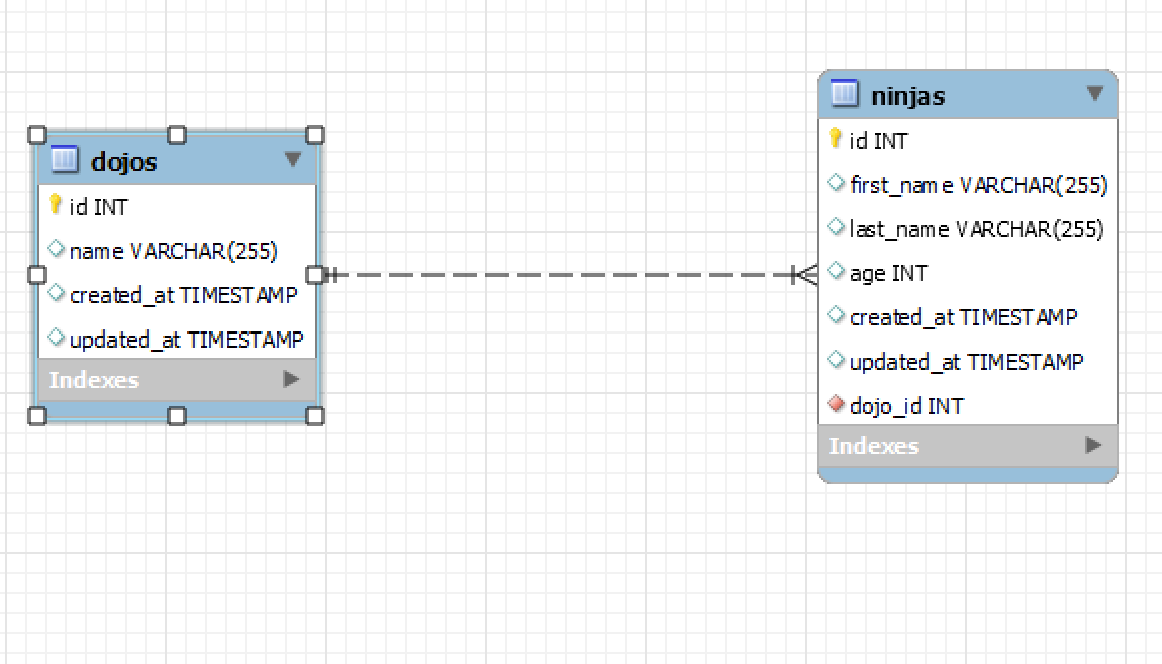 dojos
id INT
name VARCHAR(255)
created_at TIMESTAMP
updated_at TIMESTAMP
Indexes
ninjas
id INT
first_name VARCHAR(255)
last_name VARCHAR(255)
age INT
created_at TIMESTAMP
updated_at TIMESTAMP
dojo_id INT
Indexes